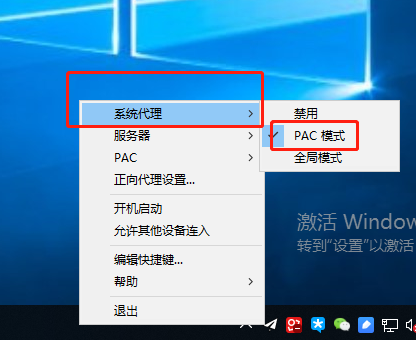 系统代理
服务器
PAC
正向代理设置...
开机启动
允许其他设备连入
编辑快捷键...
帮助
退出
禁用
PAC 模式
全局模式
激活 Window
转到"设置"以激活